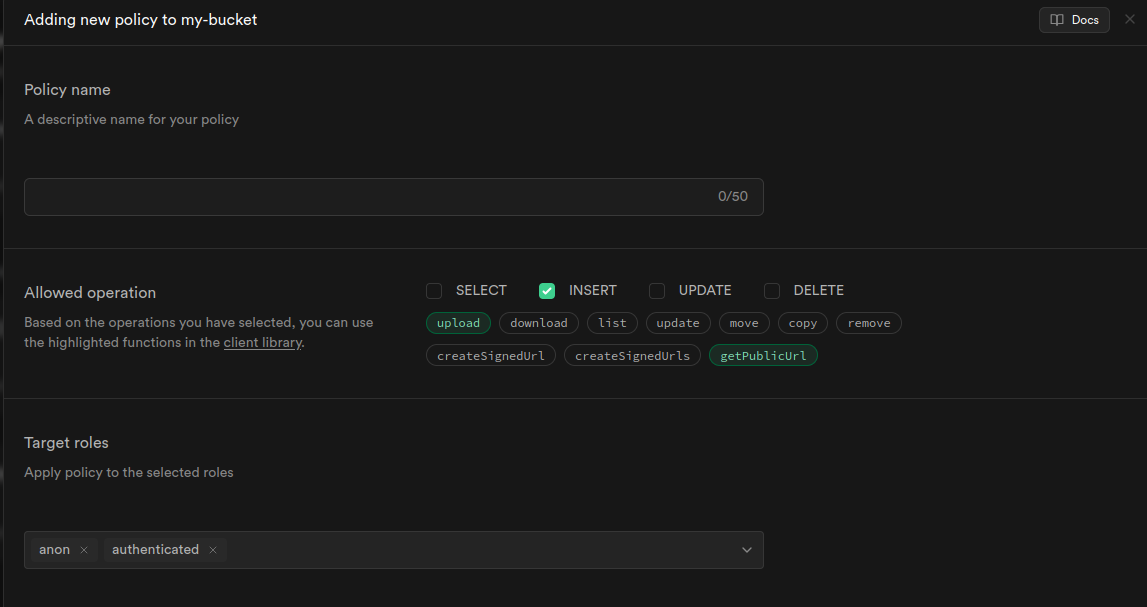 Adding new policy to my-bucket
Docs
Policy name
A descriptive name for your policy
0/50
Allowed operation
Based on the operations you have selected, you can use
the highlighted functions in the client library.
SELECT INSERT UPDATE DELETE
upload download list update move copy remove
createSignedUrl createSignedUrls getPublicUrl
Target roles
Apply policy to the selected roles
anon authenticated